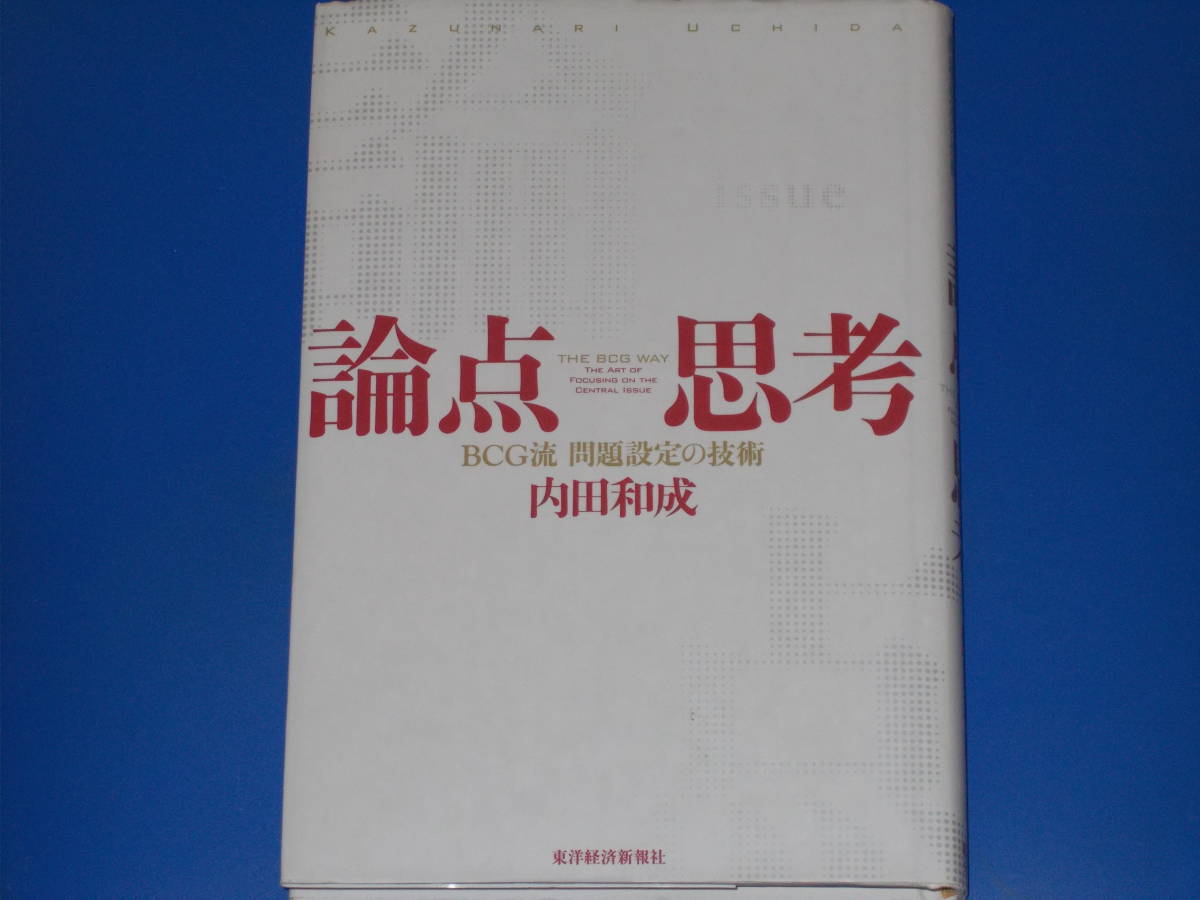 KAZUNARI UCHIDA
issue
論点思考
THE BCG WAY
THE ART OF
FOCUSING ON THE
CENTRAL ISSUE
BCG流 問題設定の技術
内田和成
東洋経済新報社